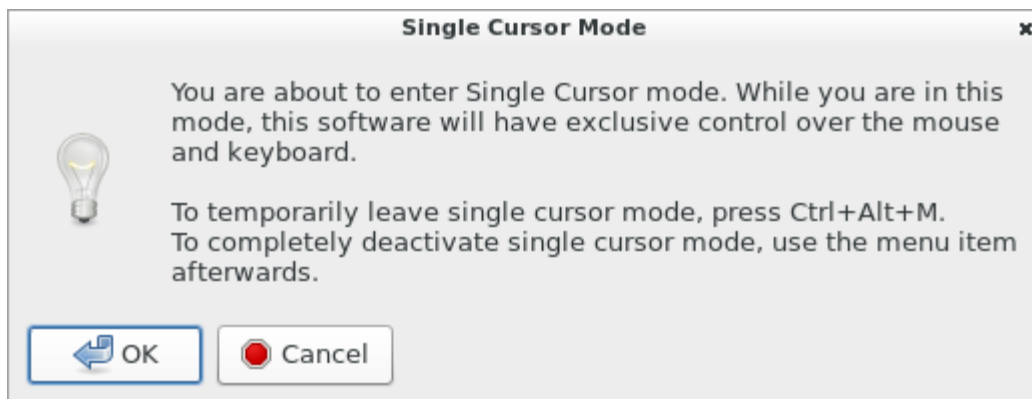 Single Cursor Mode
You are about to enter Single Cursor mode. While you are in this
mode, this software will have exclusive control over the mouse
and keyboard.
To temporarily leave single cursor mode, press Ctrl+Alt+M.
To completely deactivate single cursor mode, use the menu item
afterwards.
OK
Cancel